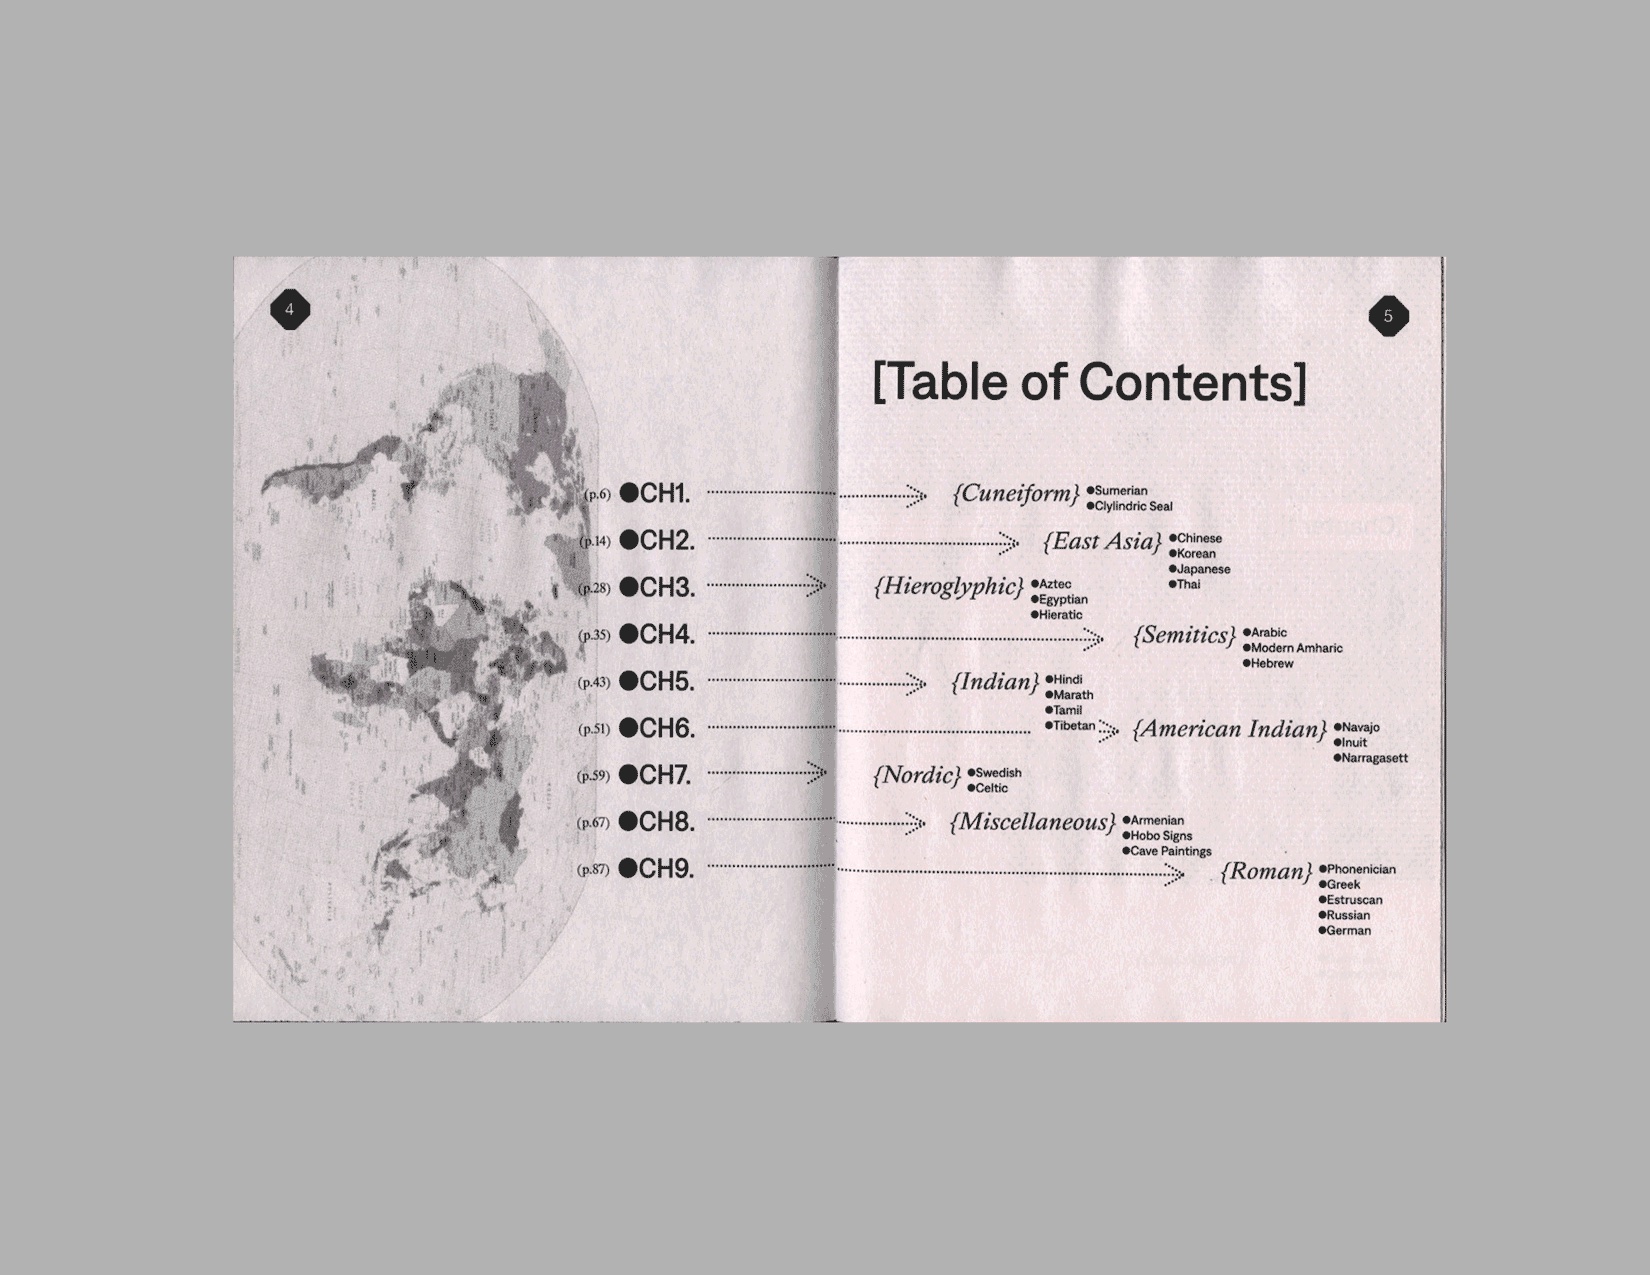 4
5
[Table of Contents]
(p.6) ●CH1. {Cuneiform} ●Sumerian
●Clylindric Seal
(p.14) ●CH2. {East Asia} ●Chinese
●Korean
●Japanese
●Thai
(p.28) ●CH3. {Hieroglyphic} ●Aztec
●Egyptian
●Hieratic
(p.35) ●CH4. {Semitics} ●Arabic
●Modern Amharic
●Hebrew
(p.43) ●CH5. {Indian} ●Hindi
●Marath
●Tamil
●Tibetan
(p.51) ●CH6. {American Indian} ●Navajo
●Inuit
●Narragasett
(p.59) ●CH7. {Nordic} ●Swedish
●Celtic
(p.67) ●CH8. {Miscellaneous} ●Armenian
●Hobo Signs
●Cave Paintings
(p.87) ●CH9. {Roman} ●Phonenician
●Greek
●Estruscan
●Russian
●German